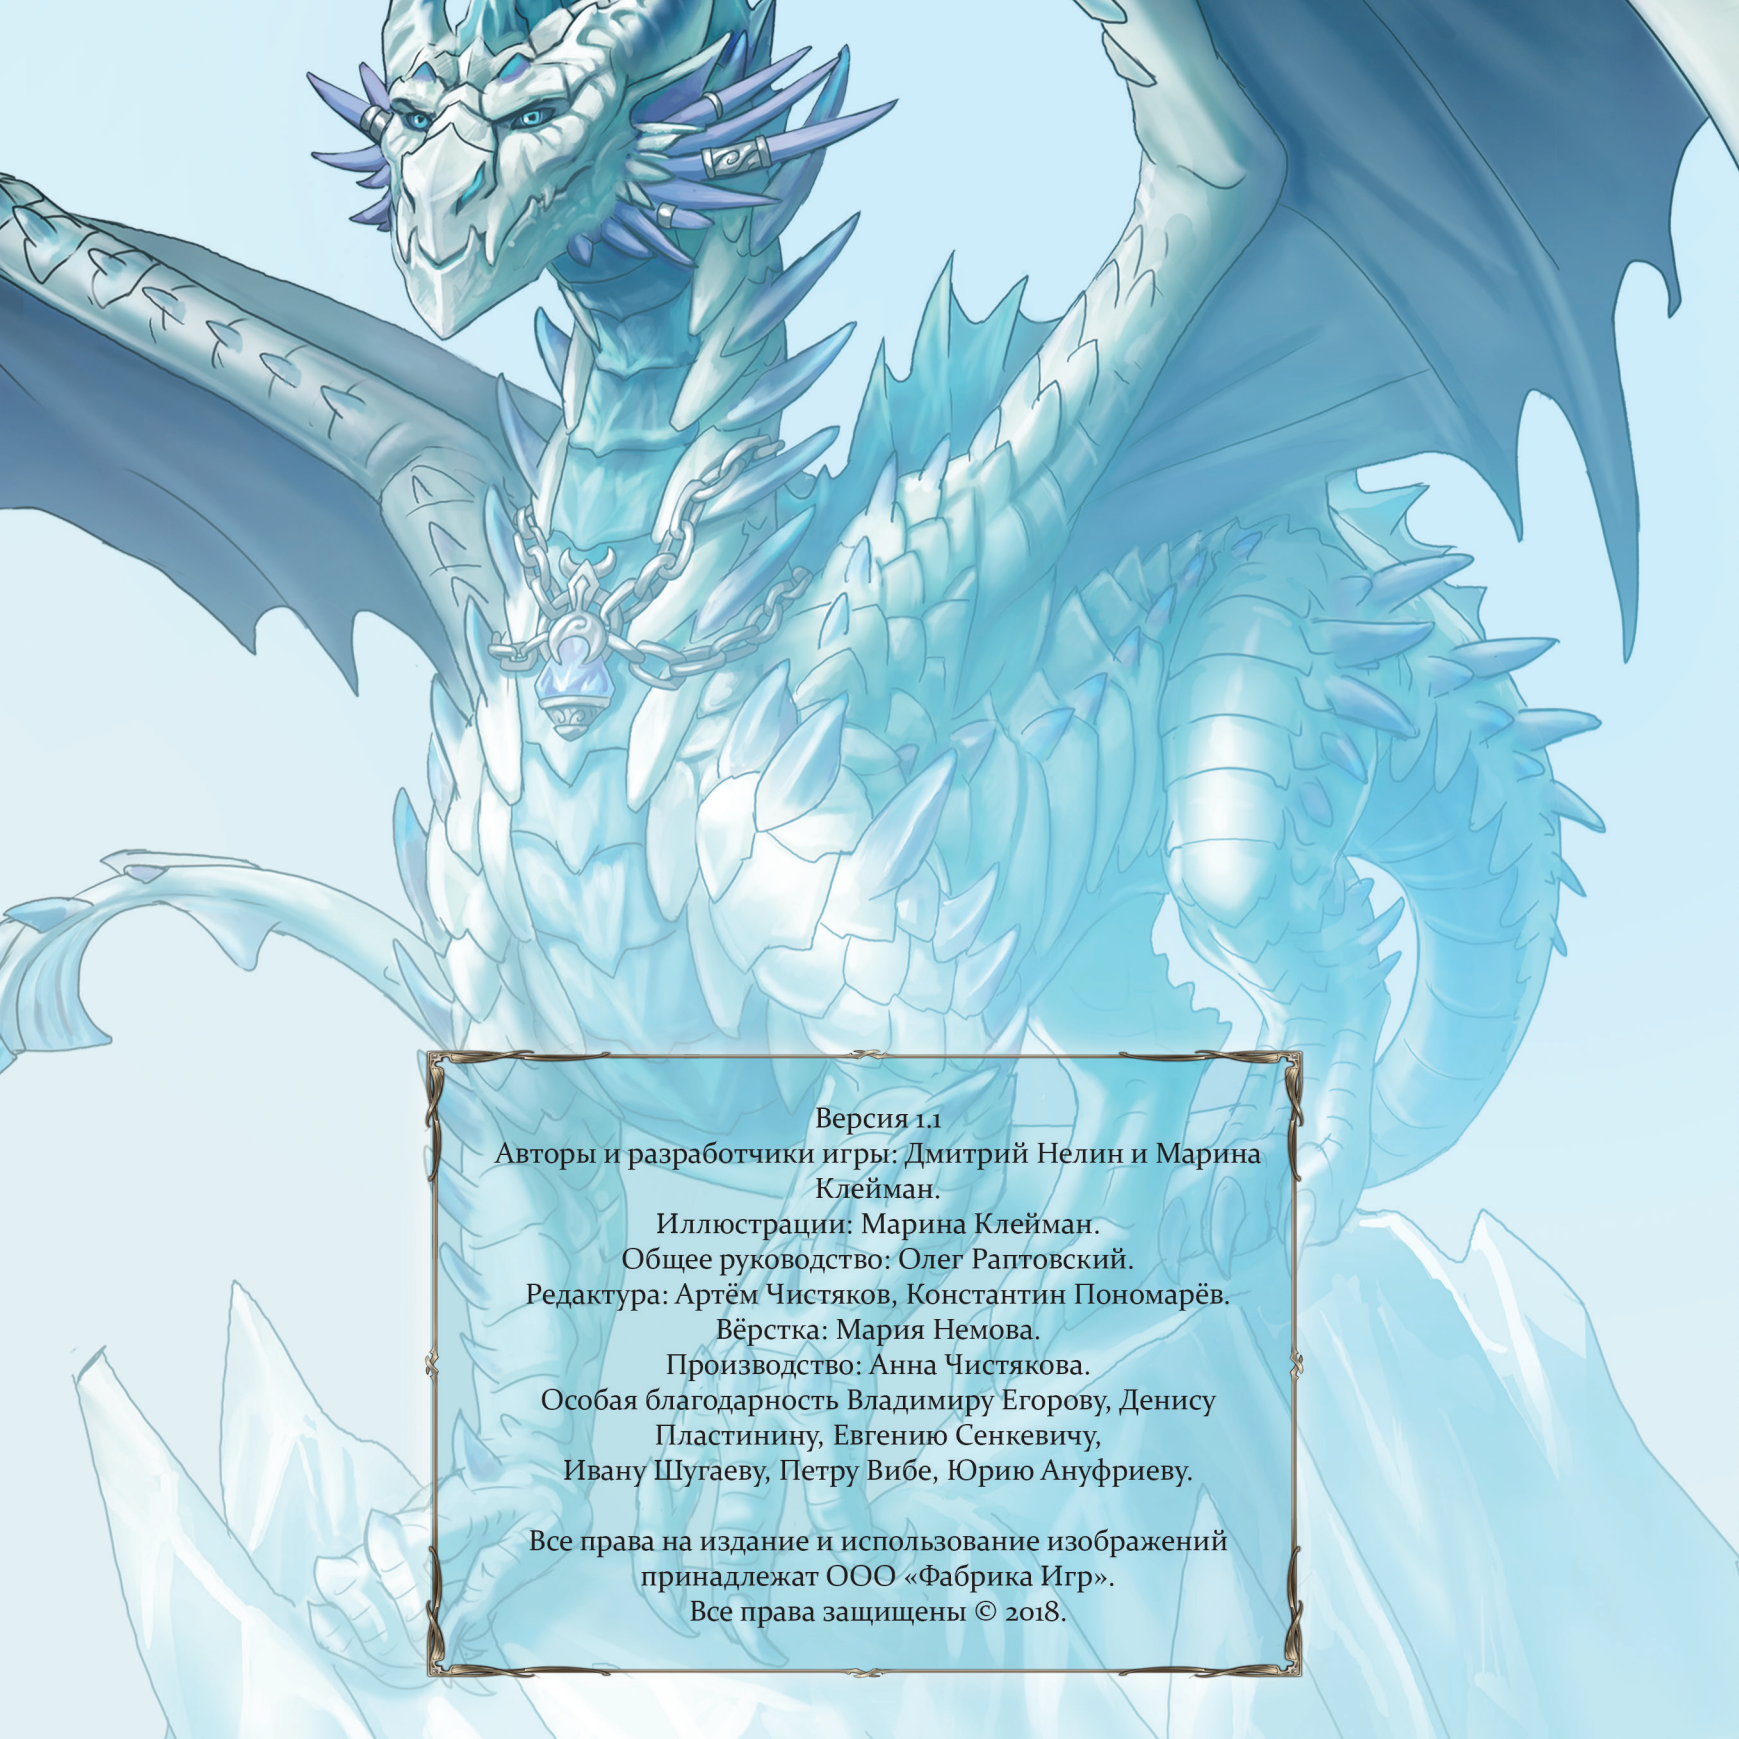 Версия 1.1
Авторы и разработчики игры: Дмитрий Нелин и Марина
Клейман.
Иллюстрации: Марина Клейман.
Общее руководство: Олег Раптовский.
Редактура: Артём Чистяков, Константин Пономарёв.
Вёрстка: Мария Немова.
Производство: Анна Чистякова.
Особая благодарность Владимиру Егорову, Денису
Пластинину, Евгению Сенкевичу,
Ивану Шугаеву, Петру Вибе, Юрию Ануфриеву.
Все права на издание и использование изображений
принадлежат ООО «Фабрика Игр».
Все права защищены © 2018.